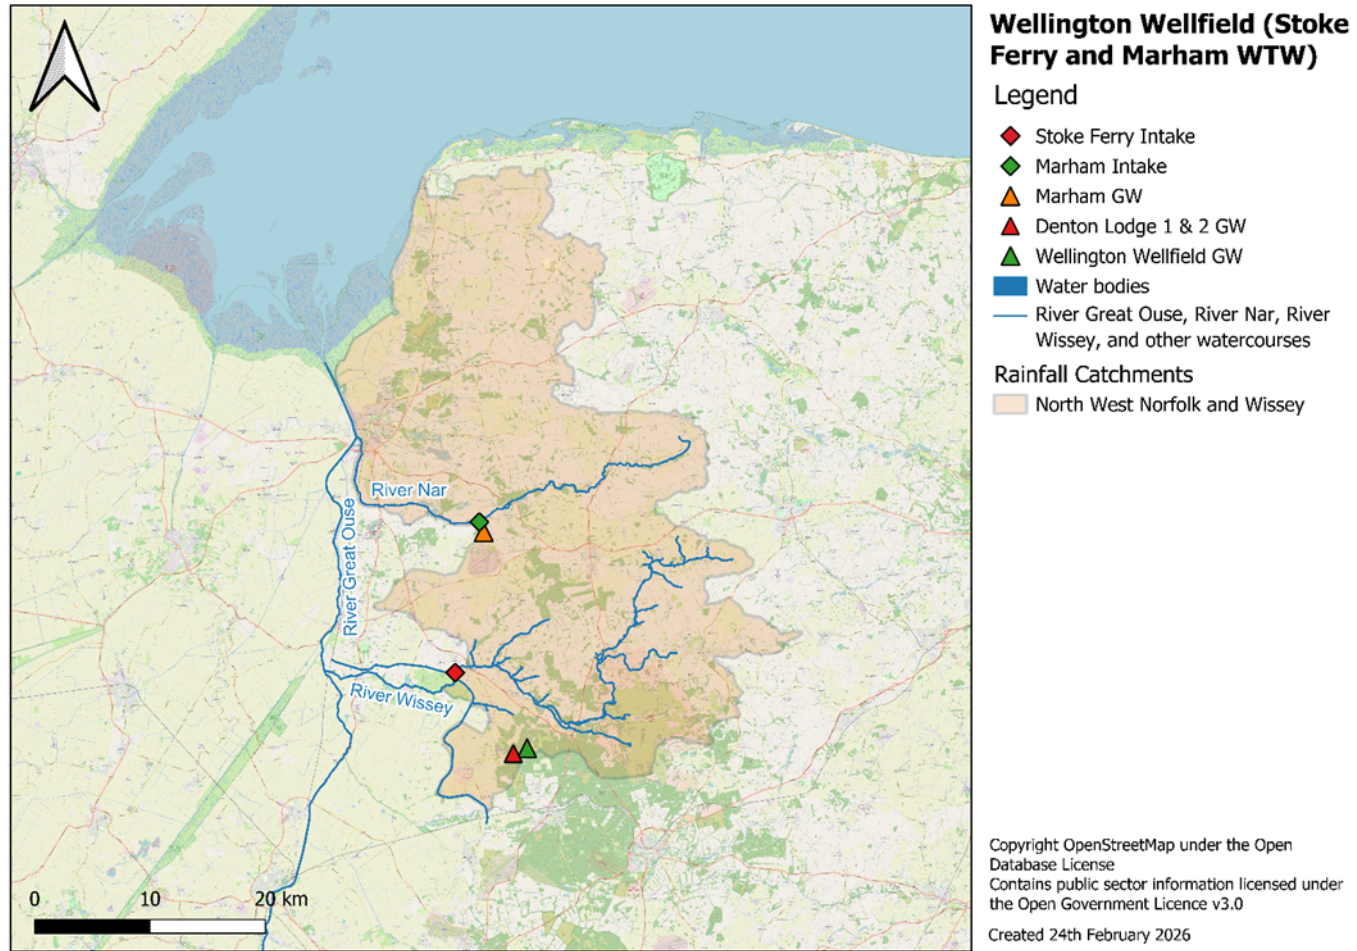 Wellington Wellfield (Stoke
Ferry and Marham WTW)
Legend
Stoke Ferry Intake
Marham Intake
Marham GW
Denton Lodge 1 & 2 GW
Wellington Wellfield GW
Water bodies
River Great Ouse, River Nar, River
Wissey, and other watercourses
Rainfall Catchments
North West Norfolk and Wissey
River Nar
River Great Ouse
River Wissey
0 10 20 km
Copyright OpenStreetMap under the Open
Database License
Contains public sector information licensed under
the Open Government Licence v3.0
Created 24th February 2026